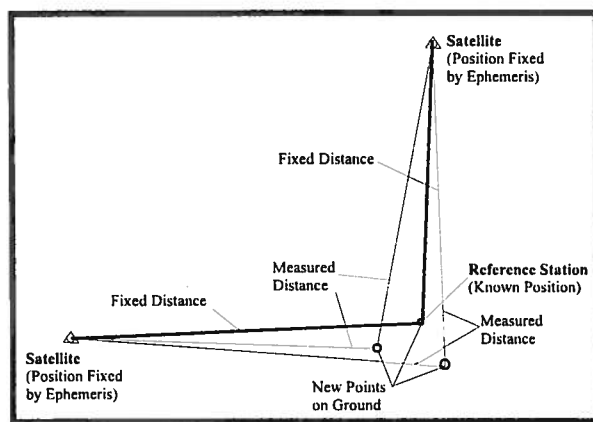 Satellite
(Position Fixed
by Ephemeris)
Fixed Distance
Measured
Distance
Reference Station
(Known Position)
Fixed Distance
Measured
Distance
Satellite
(Position Fixed
by Ephemeris)
New Points
on Ground